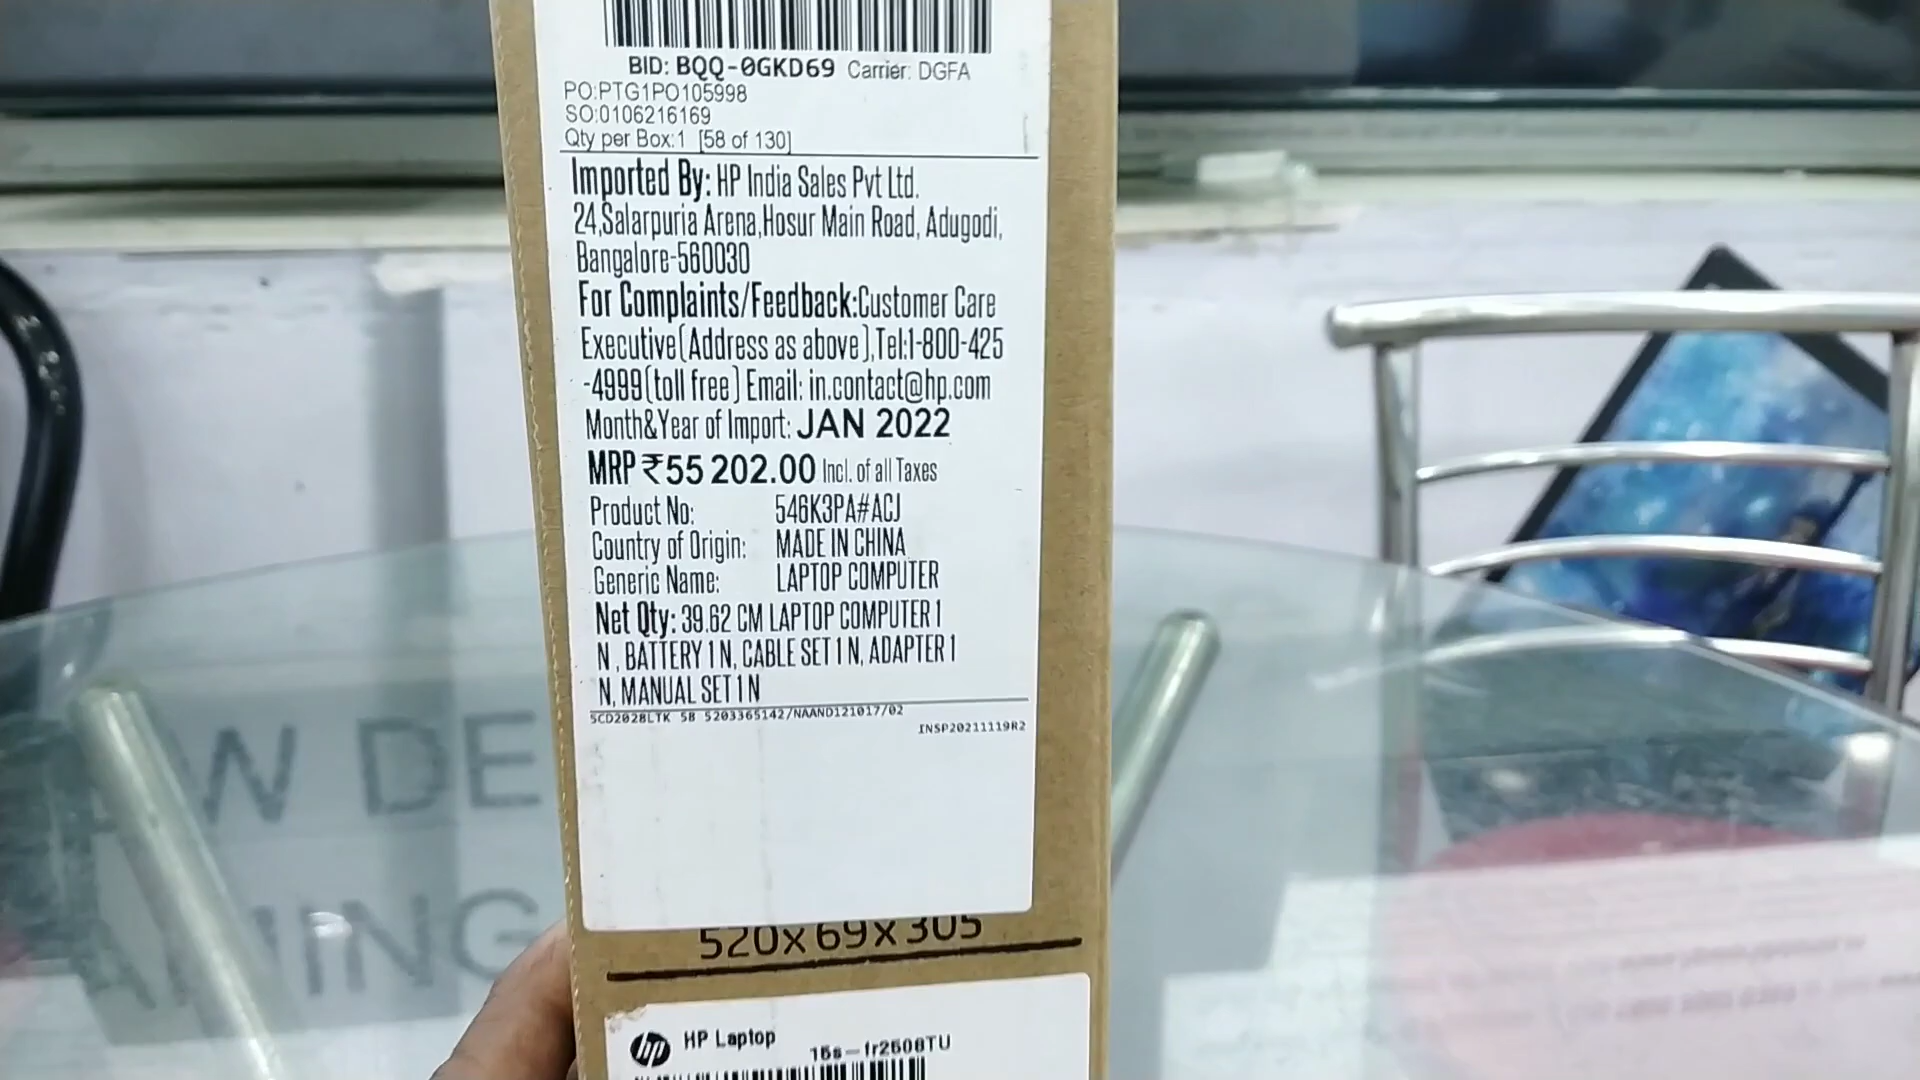 BID: BQQ-0GKD69 Carrier: DGFA
PO:PTG1PO105998
SO:0106216169
Qty per Box:1 [58 of 130]
Imported By: HP India Sales Pvt Ltd.
24,Salarpuria Arena,Hosur Main Road, Adugodi,
Bangalore-560030
For Complaints/Feedback:Customer Care
Executive(Address as above),Tel:1-800-425
-4999(toll free) Email: in.contact@hp.com
Month&Year of Import: JAN 2022
MRP ₹55 202.00 Incl. of all Taxes
Product No: 546K3PA#ACJ
Country of Origin: MADE IN CHINA
Generic Name: LAPTOP COMPUTER
Net Qty: 39.62 CM LAPTOP COMPUTER 1
N , BATTERY 1 N, CABLE SET 1 N, ADAPTER 1
N, MANUAL SET 1 N
5CD2028LTK 58 5203365142/NAAND121017/02
INSP20211119R2
520x69x305
hp HP Laptop 15s-fr2508TU
W DE
ING